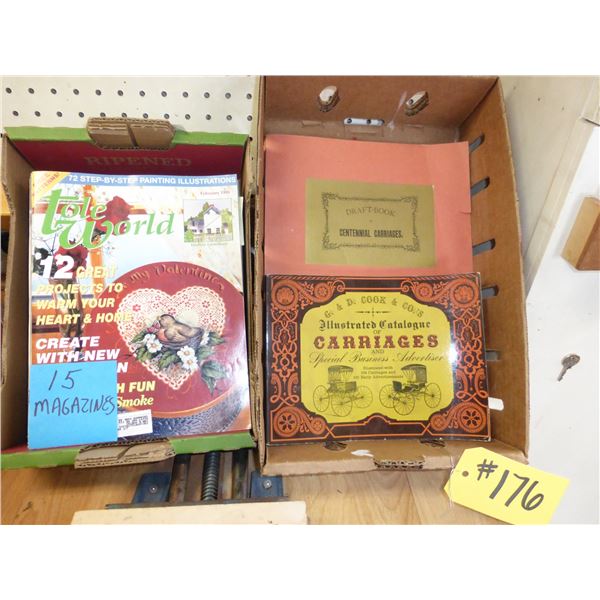 RIPENED
72 STEP-BY-STEP PAINTING ILLUSTRATIONS
February
tole World
12 GREAT
PROJECTS TO
WARM YOUR
HEART & HOME
CREATE
WITH NEW
FUN
Smoke
My Valentine
15
MAGAZINES
DRAFT-BOOK
CENTENNIAL CARRIAGES.
G. & D. COOK & CO.'S
Illustrated Catalogue
OF
CARRIAGES
AND
Special Business Advertiser
#176